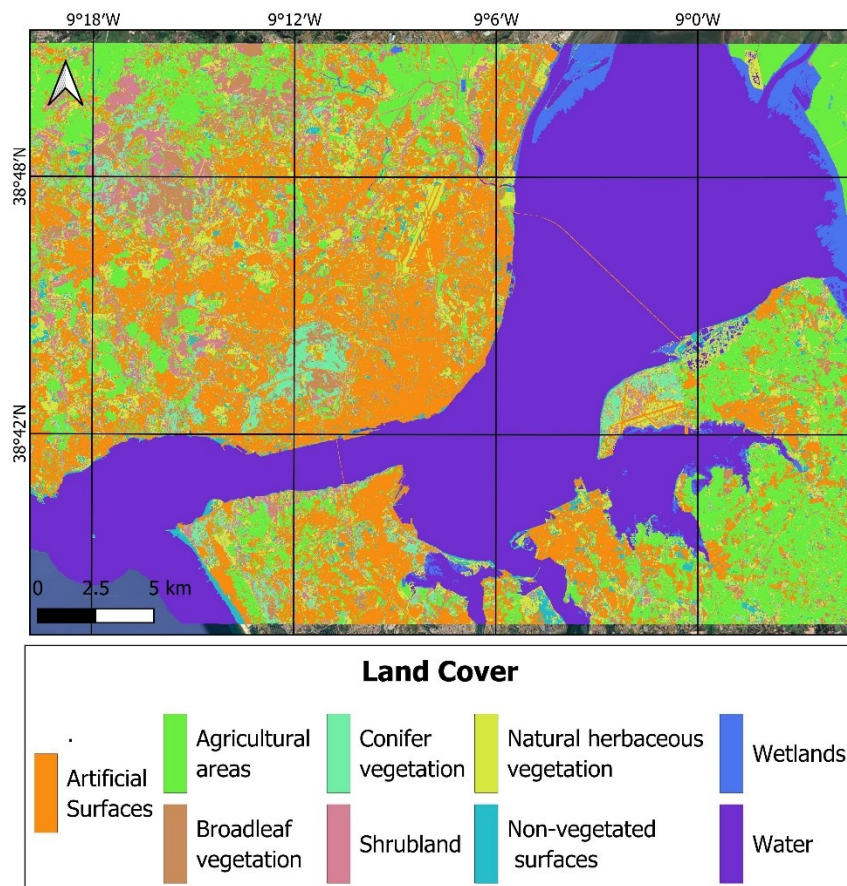 9°18'W 9°12'W 9°6'W 9°0'W
38°48'N
38°42'N
0 2.5 5 km
Land Cover
.
Artificial
Surfaces
Agricultural
areas
Broadleaf
vegetation
Conifer
vegetation
Shrubland
Natural herbaceous
vegetation
Non-vegetated
surfaces
Wetlands
Water